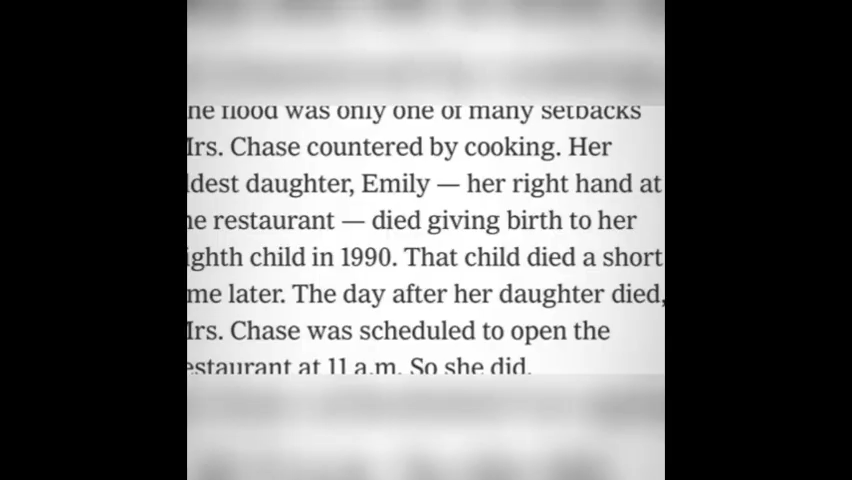 he flood was only one of many setbacks
Mrs. Chase countered by cooking. Her
ldest daughter, Emily — her right hand at
he restaurant — died giving birth to her
ighth child in 1990. That child died a short
me later. The day after her daughter died,
Mrs. Chase was scheduled to open the
estaurant at 11 a.m. So she did.